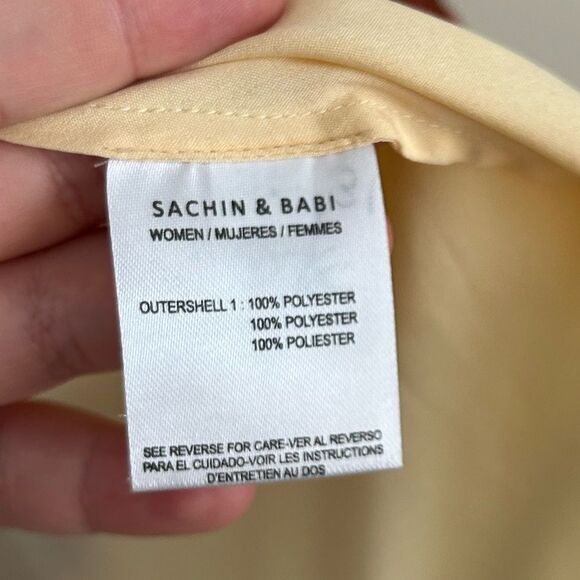 SACHIN & BABI
WOMEN / MUJERES / FEMMES
OUTERSHELL 1 : 100% POLYESTER
100% POLYESTER
100% POLIESTER
SEE REVERSE FOR CARE-VER AL REVERSO
PARA EL CUIDADO-VOIR LES INSTRUCTIONS
D'ENTRETIEN AU DOS